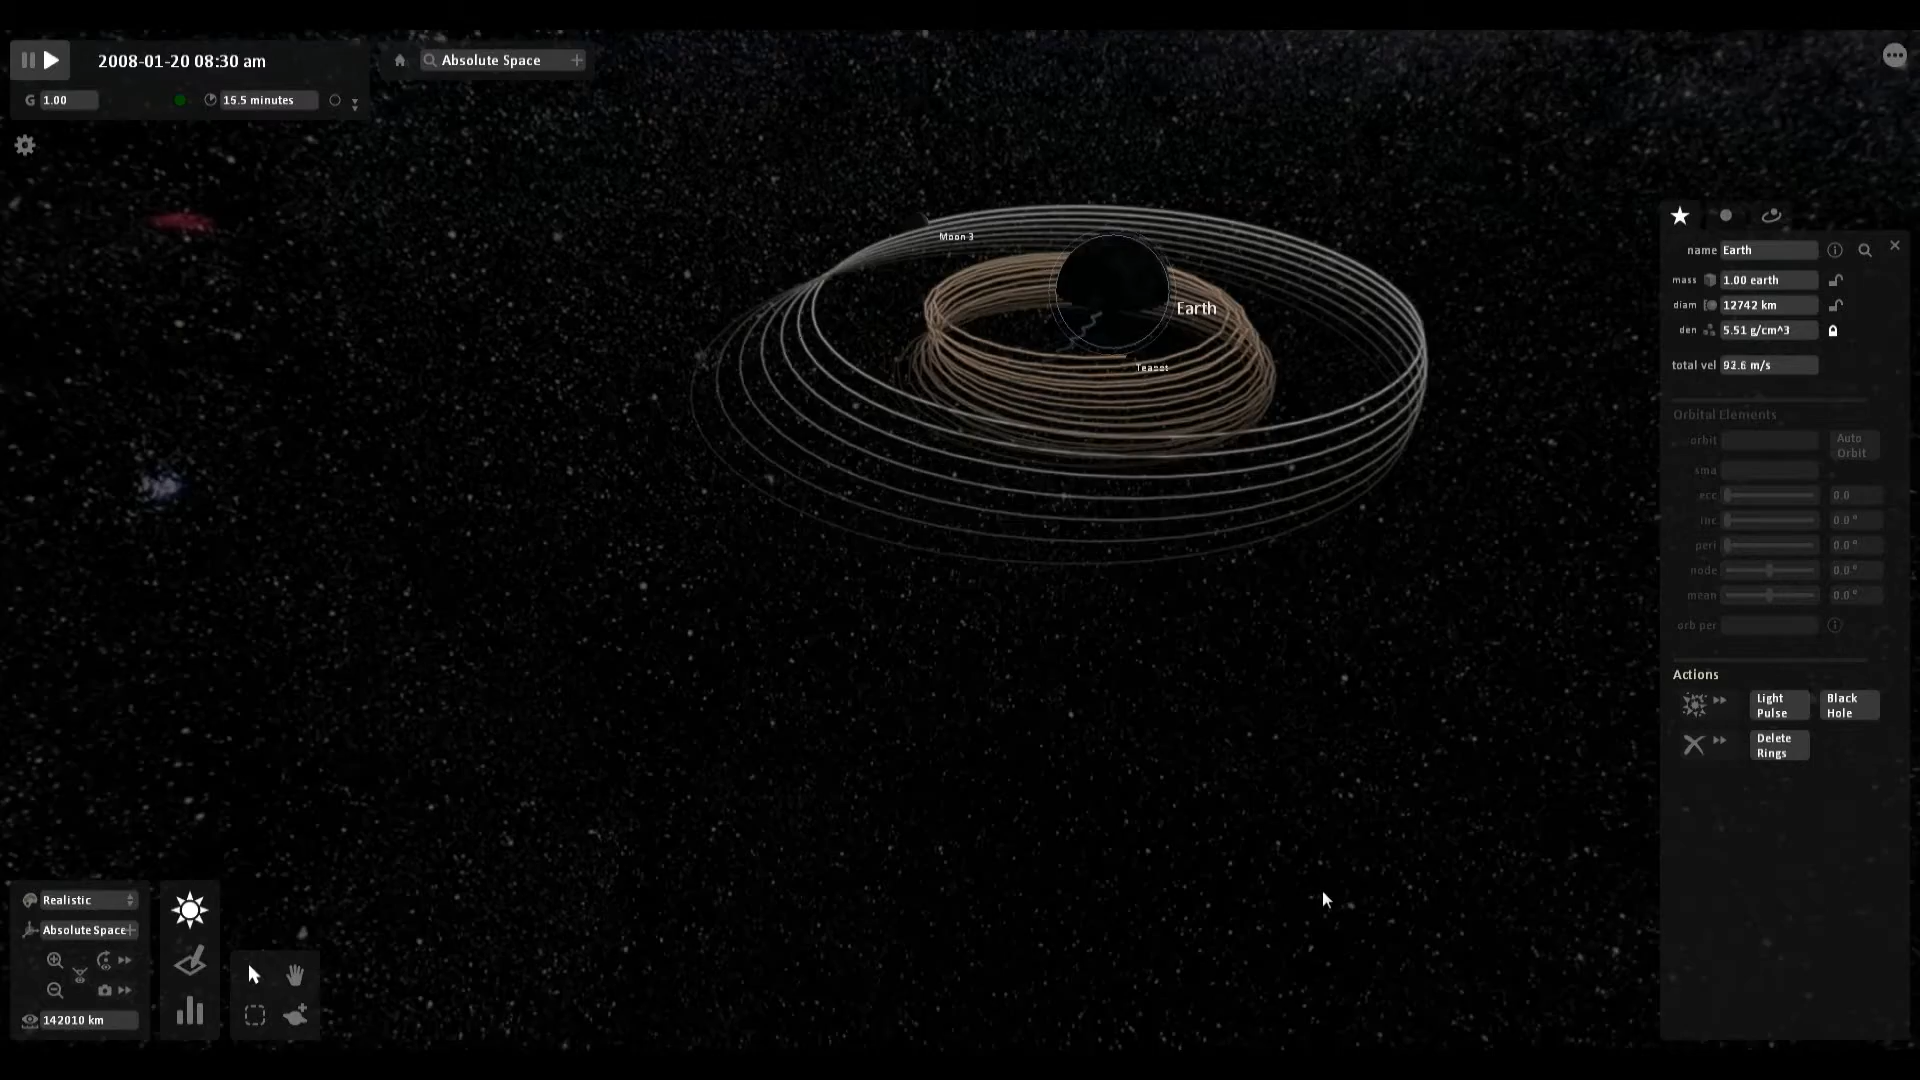 2008-01-20 08:30 am
Absolute Space
G 1.00
15.5 minutes
Moon 3
Earth
Teapot
name Earth
mass 1.00 earth
diam 12742 km
den 5.51 g/cm^3
total vel 92.6 m/s
Orbital Elements
orbit
Auto
Orbit
sma
ecc 0.0
inc 0.0°
peri 0.0°
node 0.0°
mean 0.0°
orb per
Actions
Light
Pulse
Black
Hole
Delete
Rings
Realistic
Absolute Space
142010 km